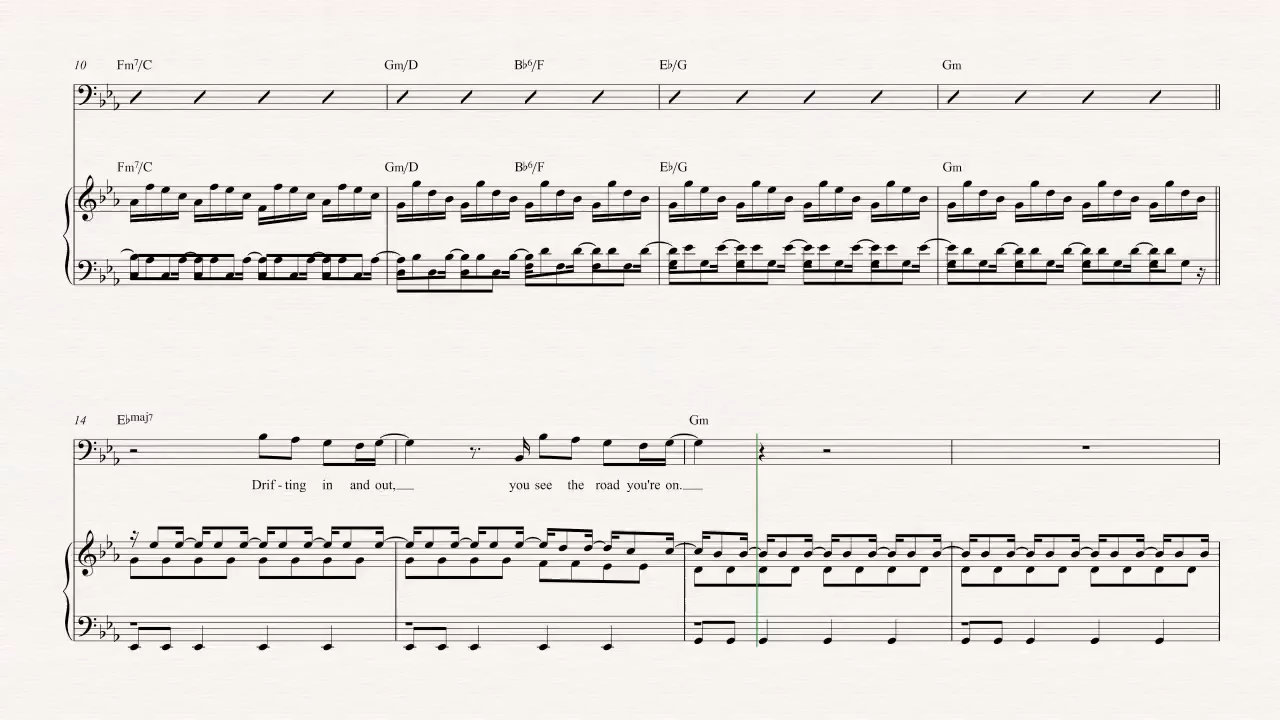 10 Fm7/C Gm/D B♭6/F E♭/G Gm
Fm7/C Gm/D B♭6/F E♭/G Gm
14 E♭maj7 Gm
Drif - ting in and out, you see the road you're on.